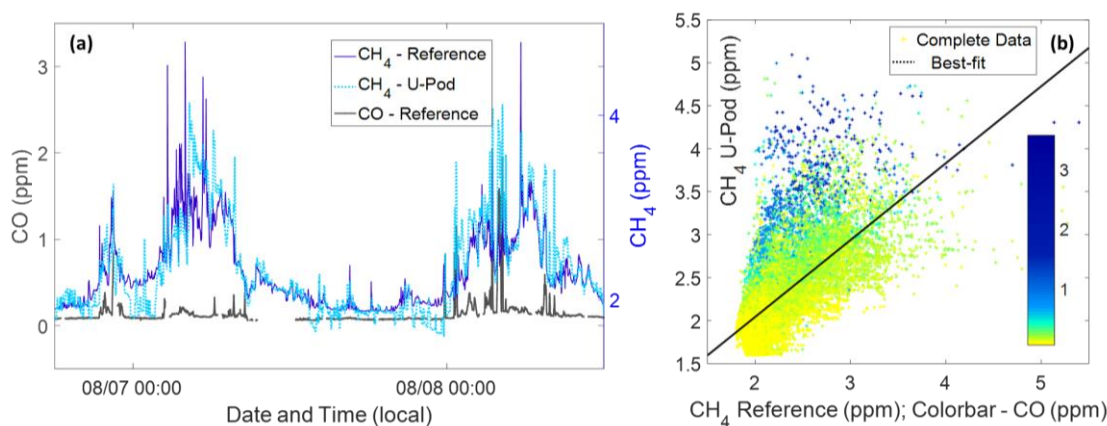 (a)
CH4 - Reference
CH4 - U-Pod
CO - Reference
CO (ppm)
3
2
1
0
CH4 (ppm)
4
2
08/07 00:00
08/08 00:00
Date and Time (local)
(b)
Complete Data
Best-fit
CH4 U-Pod (ppm)
5.5
5
4.5
4
3.5
3
2.5
2
1.5
3
2
1
2
3
4
5
CH4 Reference (ppm); Colorbar - CO (ppm)